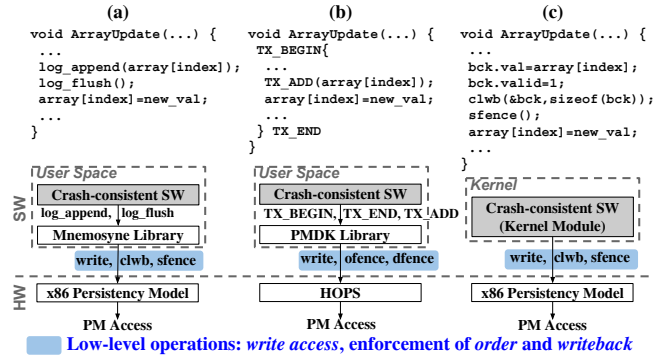 (a)
void ArrayUpdate(...) {
...
log_append(array[index]);
log_flush();
array[index]=new_val;
...
}
User Space
Crash-consistent SW
log_append, log_flush
Mnemosyne Library
write, clwb, sfence
x86 Persistency Model
PM Access
(b)
void ArrayUpdate(...) {
TX_BEGIN{
...
TX_ADD(array[index]);
array[index]=new_val;
...
} TX_END
}
User Space
Crash-consistent SW
TX_BEGIN, TX_END, TX_ADD
PMDK Library
write, ofence, dfence
HOPS
PM Access
(c)
void ArrayUpdate(...) {
...
bck.val=array[index];
bck.valid=1;
clwb(&bck,sizeof(bck));
sfence();
array[index]=new_val;
...
}
Kernel
Crash-consistent SW
(Kernel Module)
write, clwb, sfence
x86 Persistency Model
PM Access
SW
HW
Low-level operations: write access, enforcement of order and writeback